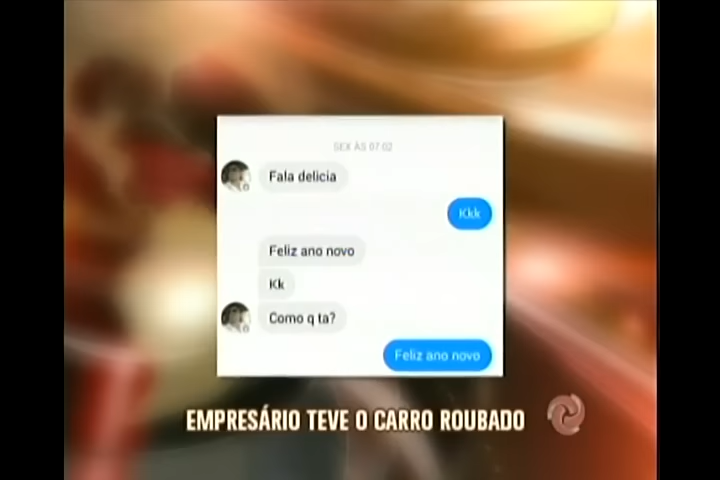 SEX ÀS 07:02
Fala delicia
Kkk
Feliz ano novo
Kk
Como q ta?
Feliz ano novo
EMPRESÁRIO TEVE O CARRO ROUBADO